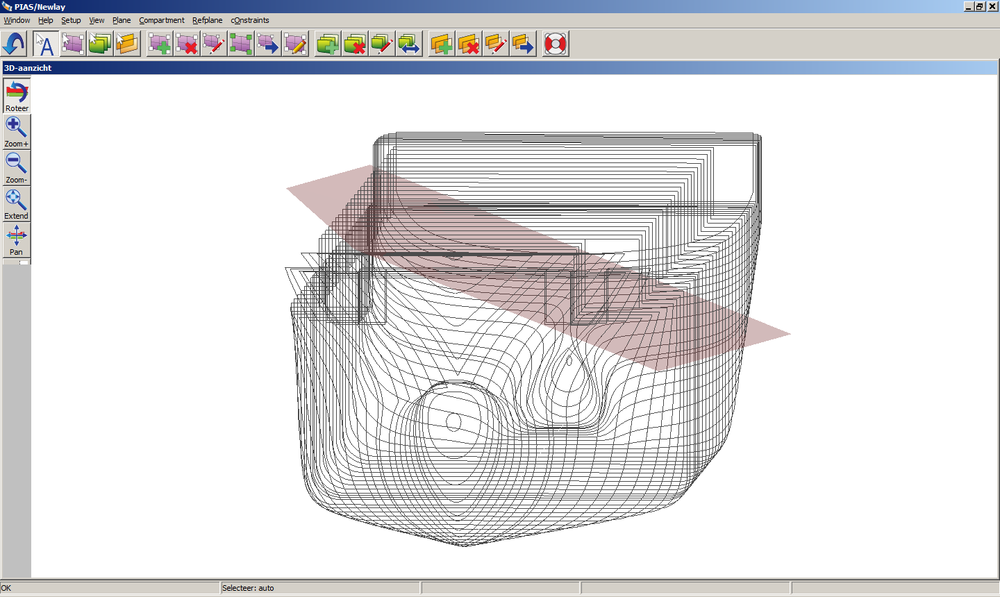 PIAS/Newlay
Window Help Setup View Plane Compartment Refplane cOnstraints
A
3D-aanzicht
Roteer
Zoom+
Zoom-
Extend
Pan
OK
Selecteer: auto